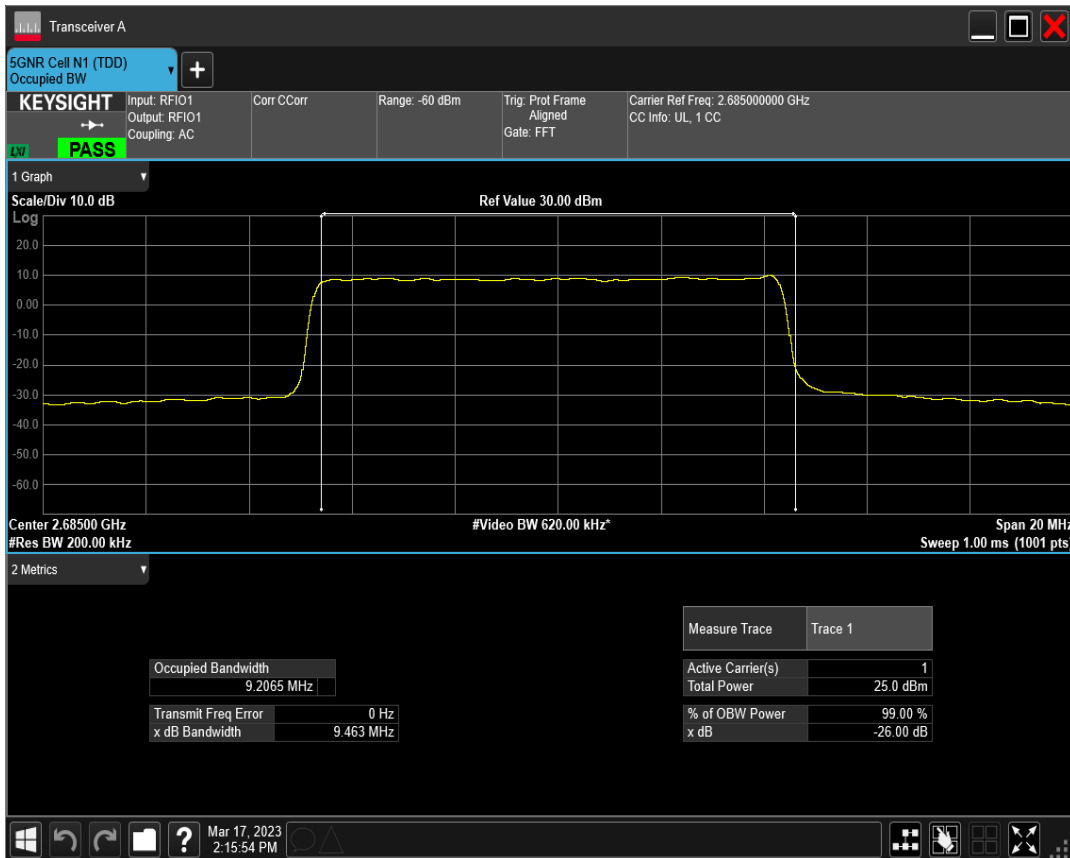 Transceiver A
5GNR Cell N1 (TDD)
Occupied BW
+
KEYSIGHT
LXI
PASS
Input: RFIO1
Output: RFIO1
Coupling: AC
Corr CCorr
Range: -60 dBm
Trig: Prot Frame
Aligned
Gate: FFT
Carrier Ref Freq: 2.685000000 GHz
CC Info: UL, 1 CC
1 Graph
Scale/Div 10.0 dB
Ref Value 30.00 dBm
Log
20.0
10.0
0.00
-10.0
-20.0
-30.0
-40.0
-50.0
-60.0
Center 2.68500 GHz
#Video BW 620.00 kHz*
Span 20 MHz
#Res BW 200.00 kHz
Sweep 1.00 ms (1001 pts)
2 Metrics
Measure Trace Trace 1
Occupied Bandwidth
9.2065 MHz
Active Carrier(s) 1
Total Power 25.0 dBm
Transmit Freq Error 0 Hz
x dB Bandwidth 9.463 MHz
% of OBW Power 99.00 %
x dB -26.00 dB
?
Mar 17, 2023
2:15:54 PM